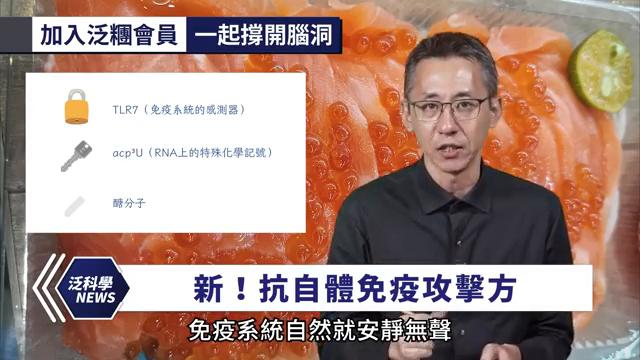 加入泛糰會員 一起撐開腦洞
TLR7（免疫系統的感測器）
acp³U（RNA上的特殊化學記號）
醣分子
泛科學
NEWS
新！抗自體免疫攻擊方
免疫系統自然就安靜無聲